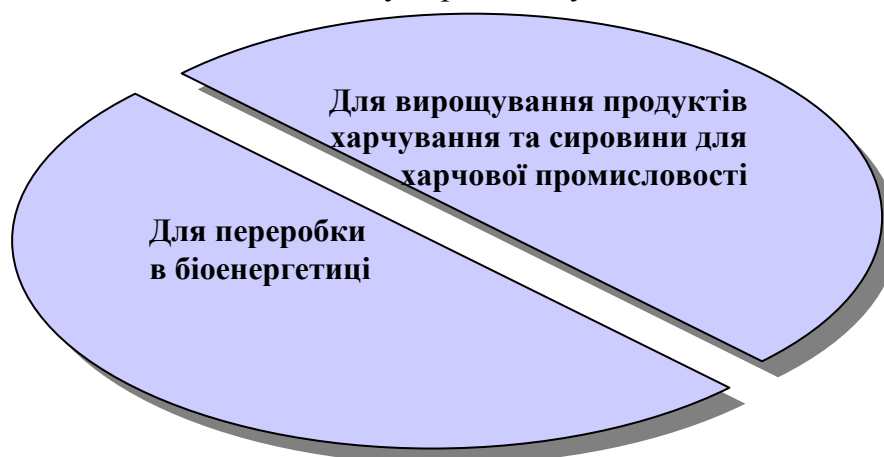 Для вирощування продуктів
харчування та сировини для
харчової промисловості
Для переробки
в біоенергетиці